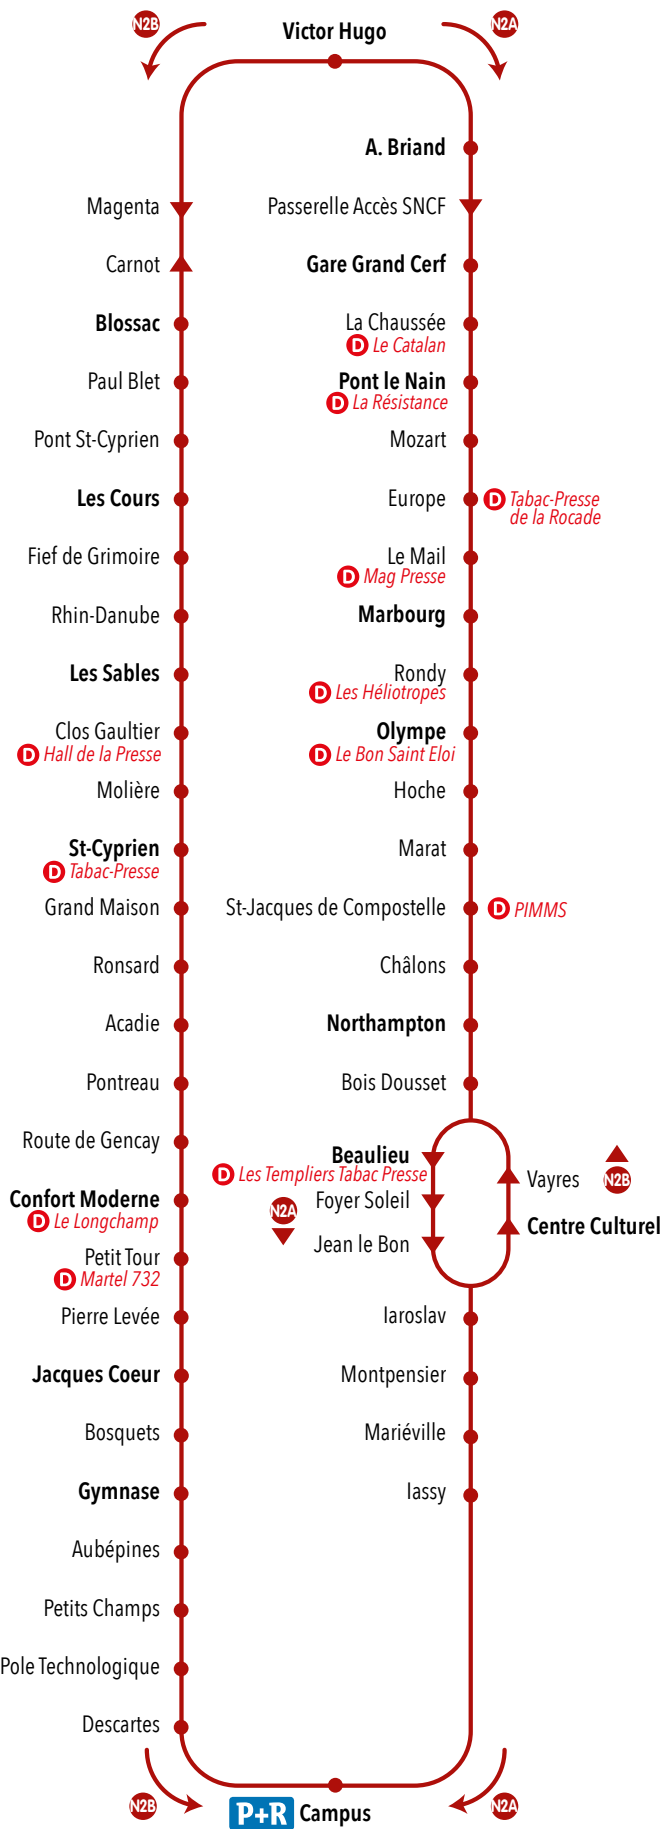 N2B
N2A
Victor Hugo
Magenta
Carnot
Blossac
Paul Blet
Pont St-Cyprien
Les Cours
Fief de Grimoire
Rhin-Danube
Les Sables
Clos Gaultier
D Hall de la Presse
Molière
St-Cyprien
D Tabac-Presse
Grand Maison
Ronsard
Acadie
Pontreau
Route de Gencay
Confort Moderne
D Le Longchamp
Petit Tour
D Martel 732
Pierre Levée
Jacques Coeur
Bosquets
Gymnase
Aubépines
Petits Champs
Pole Technologique
Descartes
A. Briand
Passerelle Accès SNCF
Gare Grand Cerf
La Chaussée
D Le Catalan
Pont le Nain
D La Résistance
Mozart
Europe
D Tabac-Presse
de la Rocade
Le Mail
D Mag Presse
Marbourg
Rondy
D Les Héliotropes
Olympe
D Le Bon Saint Eloi
Hoche
Marat
St-Jacques de Compostelle
D PIMMS
Châlons
Northampton
Bois Dousset
Beaulieu
D Les Templiers Tabac Presse
Foyer Soleil
N2A
Jean le Bon
Vayres
N2B
Centre Culturel
Iaroslav
Montpensier
Mariéville
Iassy
N2B
P+R Campus
N2A